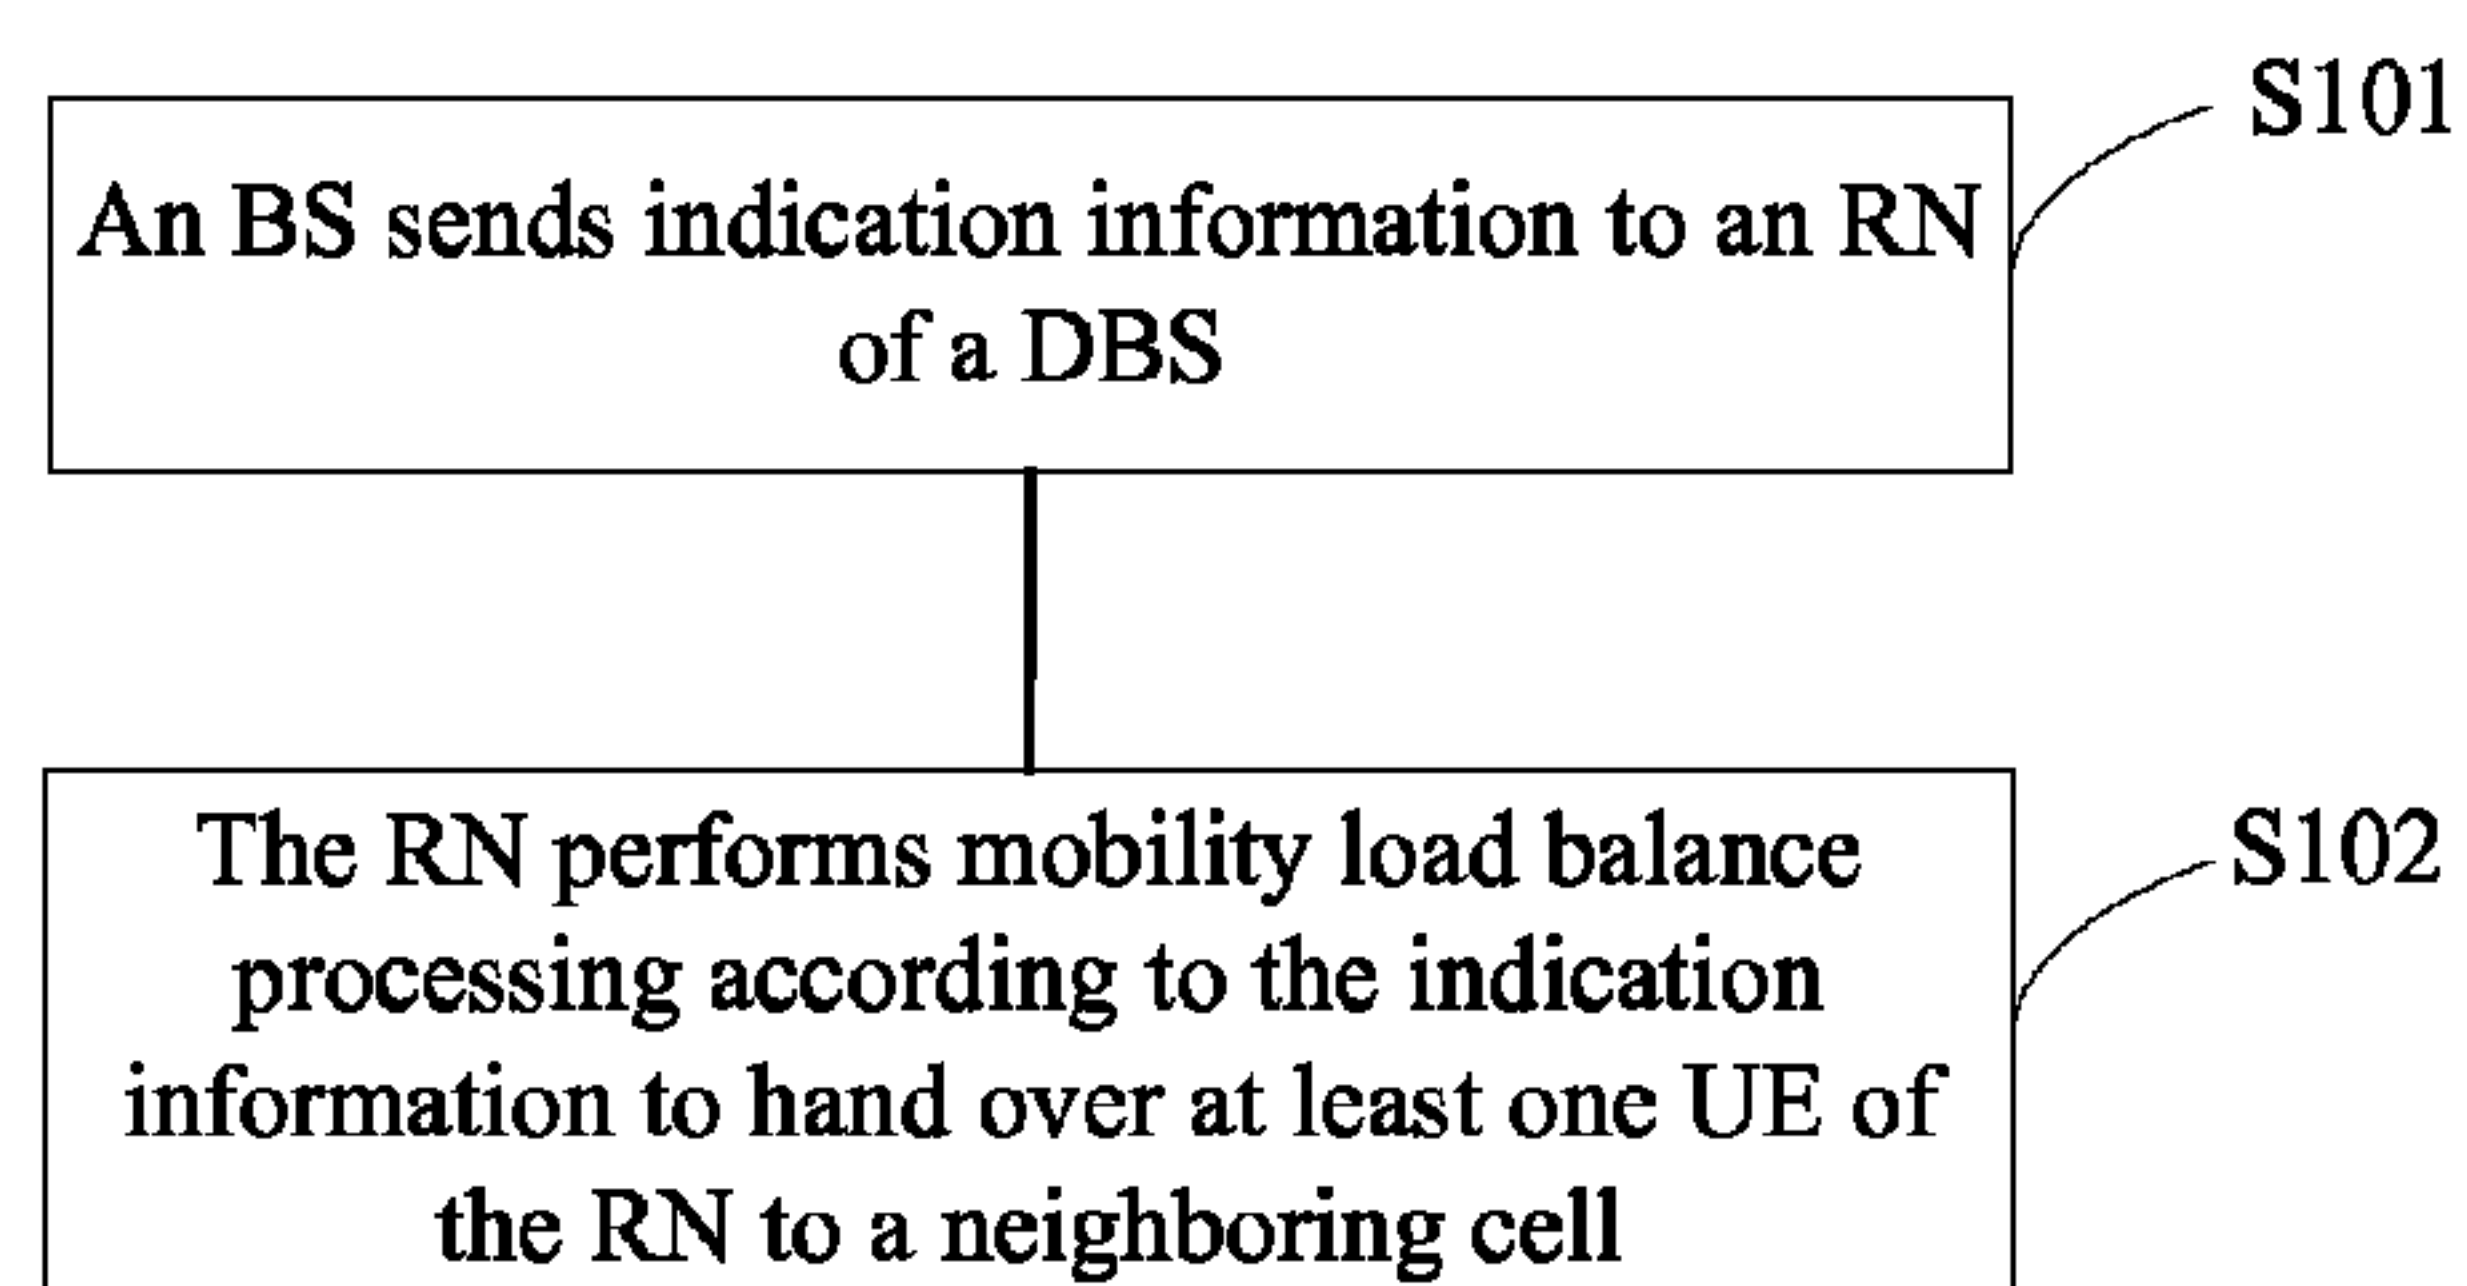 S101
An BS sends indication information to an RN
of a DBS
The RN performs mobility load balance
S102
processing according to the indication
information to hand over at least one UE of
the RN to a neighboring cell